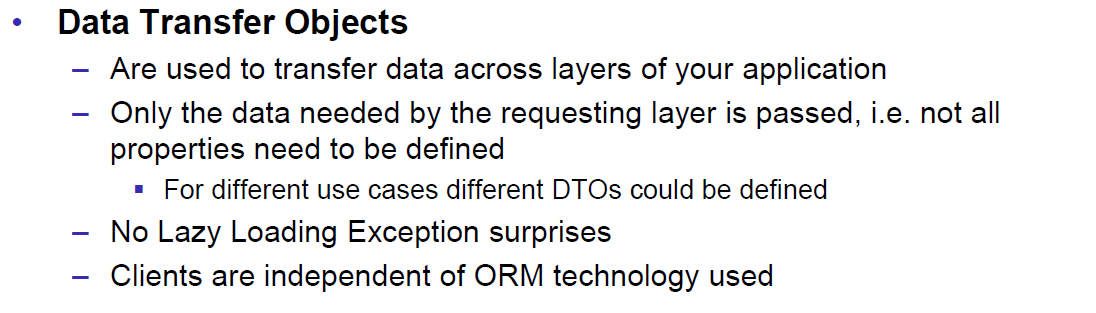 • Data Transfer Objects
– Are used to transfer data across layers of your application
– Only the data needed by the requesting layer is passed, i.e. not all
properties need to be defined
▪ For different use cases different DTOs could be defined
– No Lazy Loading Exception surprises
– Clients are independent of ORM technology used